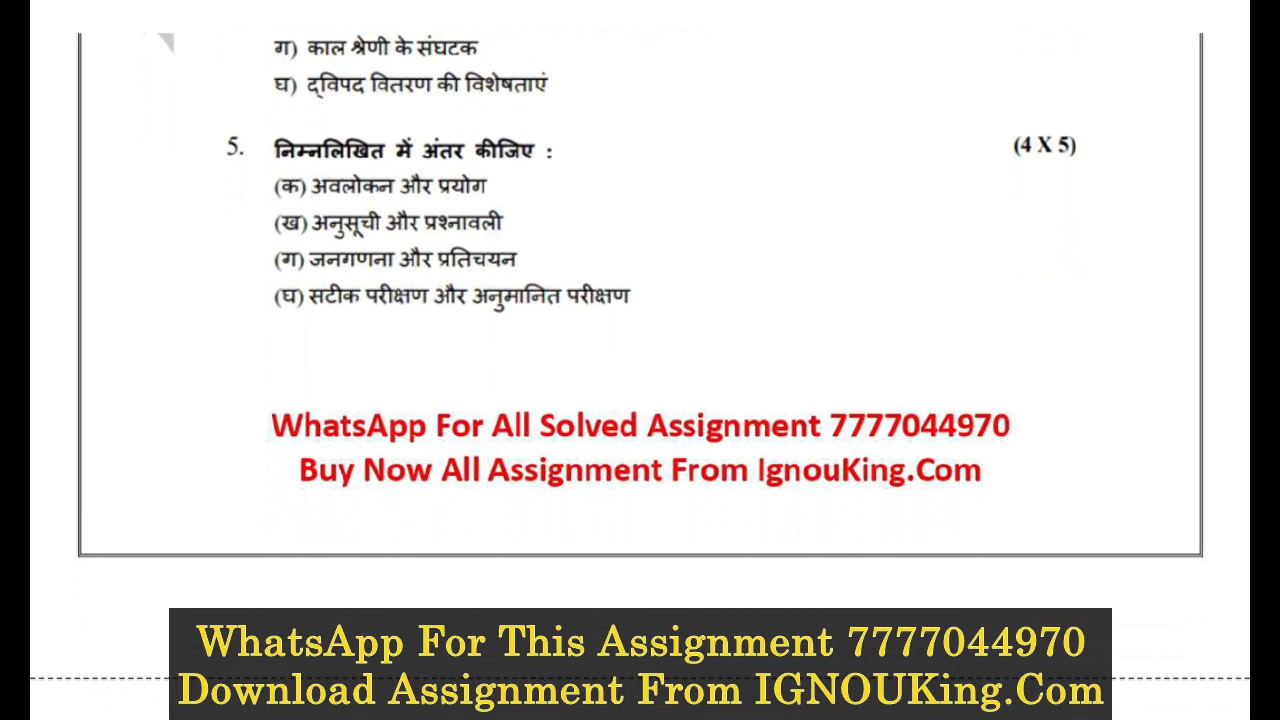 ग) काल श्रेणी के संघटक
घ) द्विपद वितरण की विशेषताएं
5. निम्नलिखित में अंतर कीजिए : (4 X 5)
(क) अवलोकन और प्रयोग
(ख) अनुसूची और प्रश्नावली
(ग) जनगणना और प्रतिचयन
(घ) सटीक परीक्षण और अनुमानित परीक्षण
WhatsApp For All Solved Assignment 7777044970
Buy Now All Assignment From IgnouKing.Com
WhatsApp For This Assignment 7777044970
Download Assignment From IGNOUKing.Com